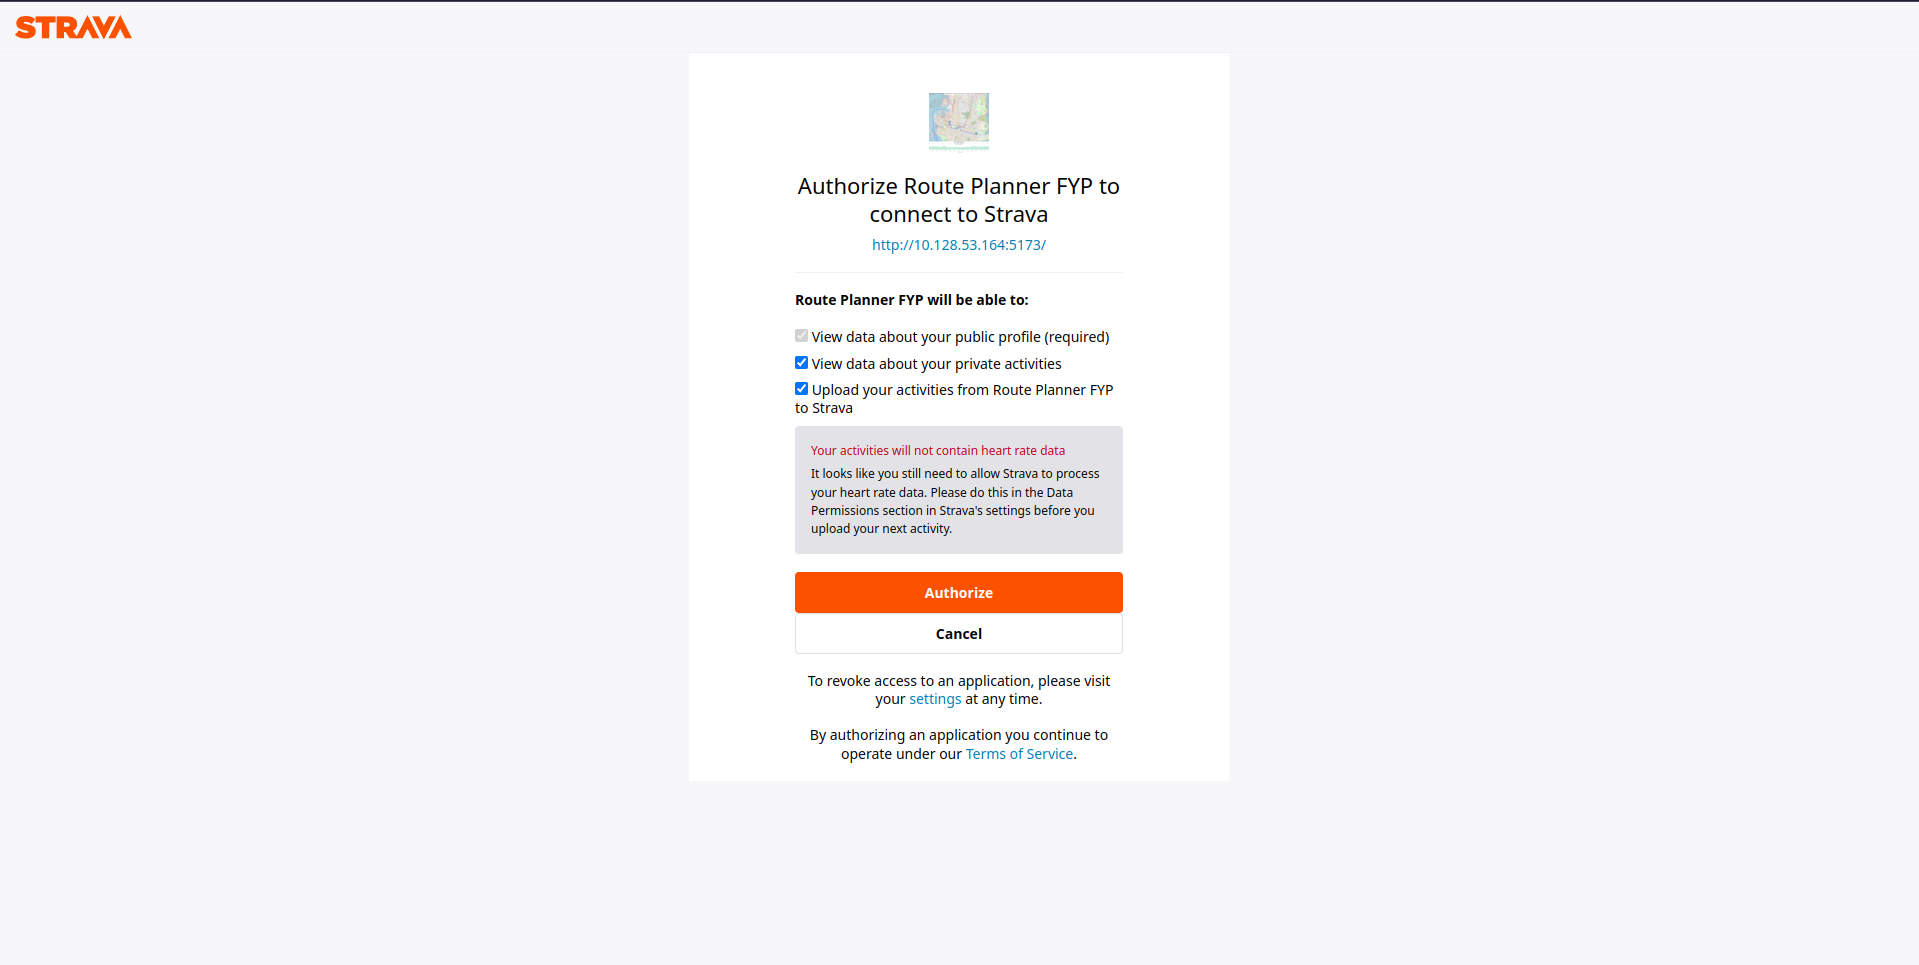 STRAVA
Authorize Route Planner FYP to
connect to Strava
http://10.128.53.164:5173/
Route Planner FYP will be able to:
View data about your public profile (required)
View data about your private activities
Upload your activities from Route Planner FYP
to Strava
Your activities will not contain heart rate data
It looks like you still need to allow Strava to process
your heart rate data. Please do this in the Data
Permissions section in Strava's settings before you
upload your next activity.
Authorize
Cancel
To revoke access to an application, please visit
your settings at any time.
By authorizing an application you continue to
operate under our Terms of Service.